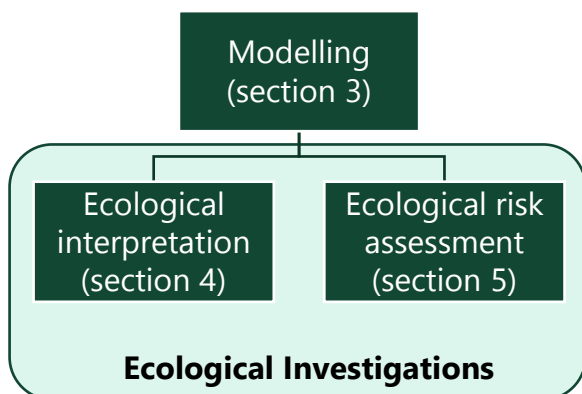 Modelling
(section 3)
Ecological
interpretation
(section 4)
Ecological risk
assessment
(section 5)
Ecological Investigations